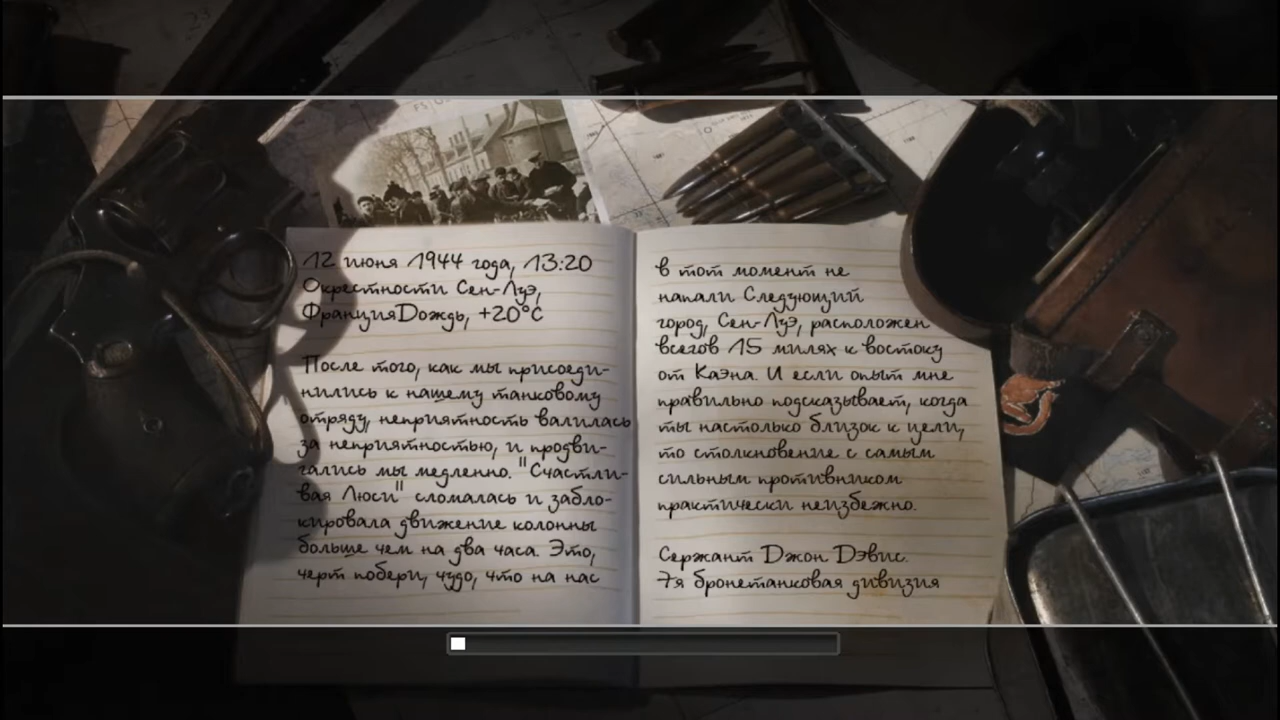 12 июня 1944 года, 13:20
Окрестности Сен-Луэ,
ФранцияДождь, +20°C
После того, как мы присоеди-
нились к нашему танковому
отряду, неприятность валилась
за неприятностью, и продви-
гались мы медленно. "Счастли-
вая Люси" сломалась и забло-
кировала движение колонны
больше чем на два часа. Это,
черт побери, чудо, что на нас
в тот момент не
напали Следующий
город, Сен-Луэ, расположен
всегов 15 милях к востоку
от Каэна. И если опыт мне
правильно подсказывает, когда
ты настолько близок к цели,
то столкновение с самым
сильным противником
практически неизбежно.
Сержант Джон Дэвис.
7я бронетанковая дивизия